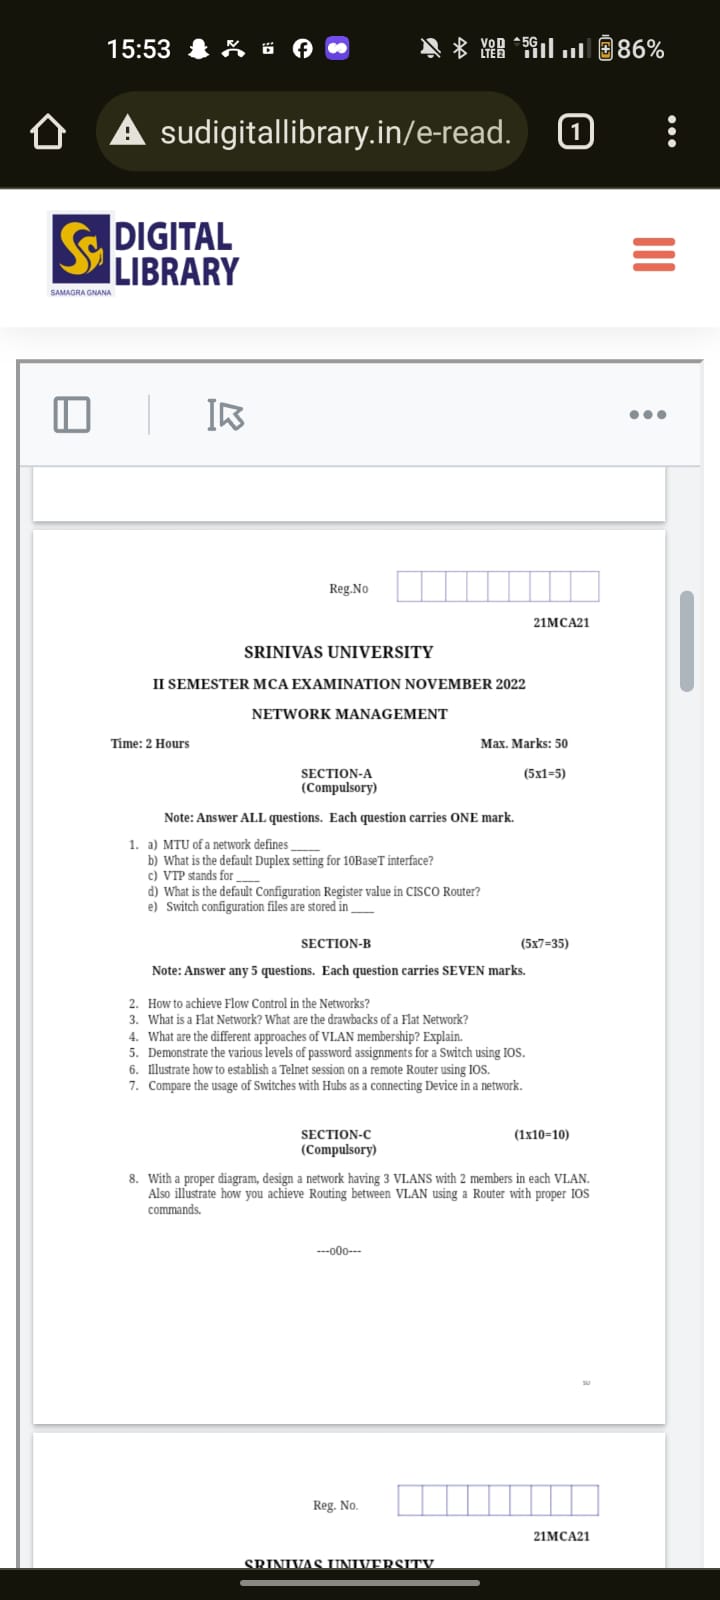 15:53
VoD LTE2 5G 86%
sudigitallibrary.in/e-read.
1
DIGITAL
LIBRARY
SAMAGRA GNANA
Reg.No
21MCA21
SRINIVAS UNIVERSITY
II SEMESTER MCA EXAMINATION NOVEMBER 2022
NETWORK MANAGEMENT
Time: 2 Hours Max. Marks: 50
SECTION-A (5x1=5)
(Compulsory)
Note: Answer ALL questions. Each question carries ONE mark.
1. a) MTU of a network defines _____
b) What is the default Duplex setting for 10BaseT interface?
c) VTP stands for ____
d) What is the default Configuration Register value in CISCO Router?
e) Switch configuration files are stored in ____
SECTION-B (5x7=35)
Note: Answer any 5 questions. Each question carries SEVEN marks.
2. How to achieve Flow Control in the Networks?
3. What is a Flat Network? What are the drawbacks of a Flat Network?
4. What are the different approaches of VLAN membership? Explain.
5. Demonstrate the various levels of password assignments for a Switch using IOS.
6. Illustrate how to establish a Telnet session on a remote Router using IOS.
7. Compare the usage of Switches with Hubs as a connecting Device in a network.
SECTION-C (1x10=10)
(Compulsory)
8. With a proper diagram, design a network having 3 VLANS with 2 members in each VLAN.
Also illustrate how you achieve Routing between VLAN using a Router with proper IOS
commands.
---o0o---
SU
Reg. No.
21MCA21
SRINIVAS UNIVERSITY